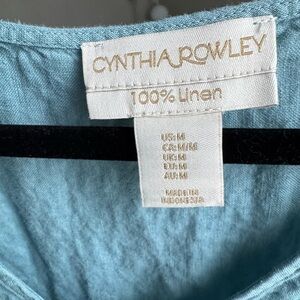 CYNTHIA ROWLEY
100% Linen
US: M
CA: M/M
UK: M
EU: M
AU: M
MADE IN
INDONESIA